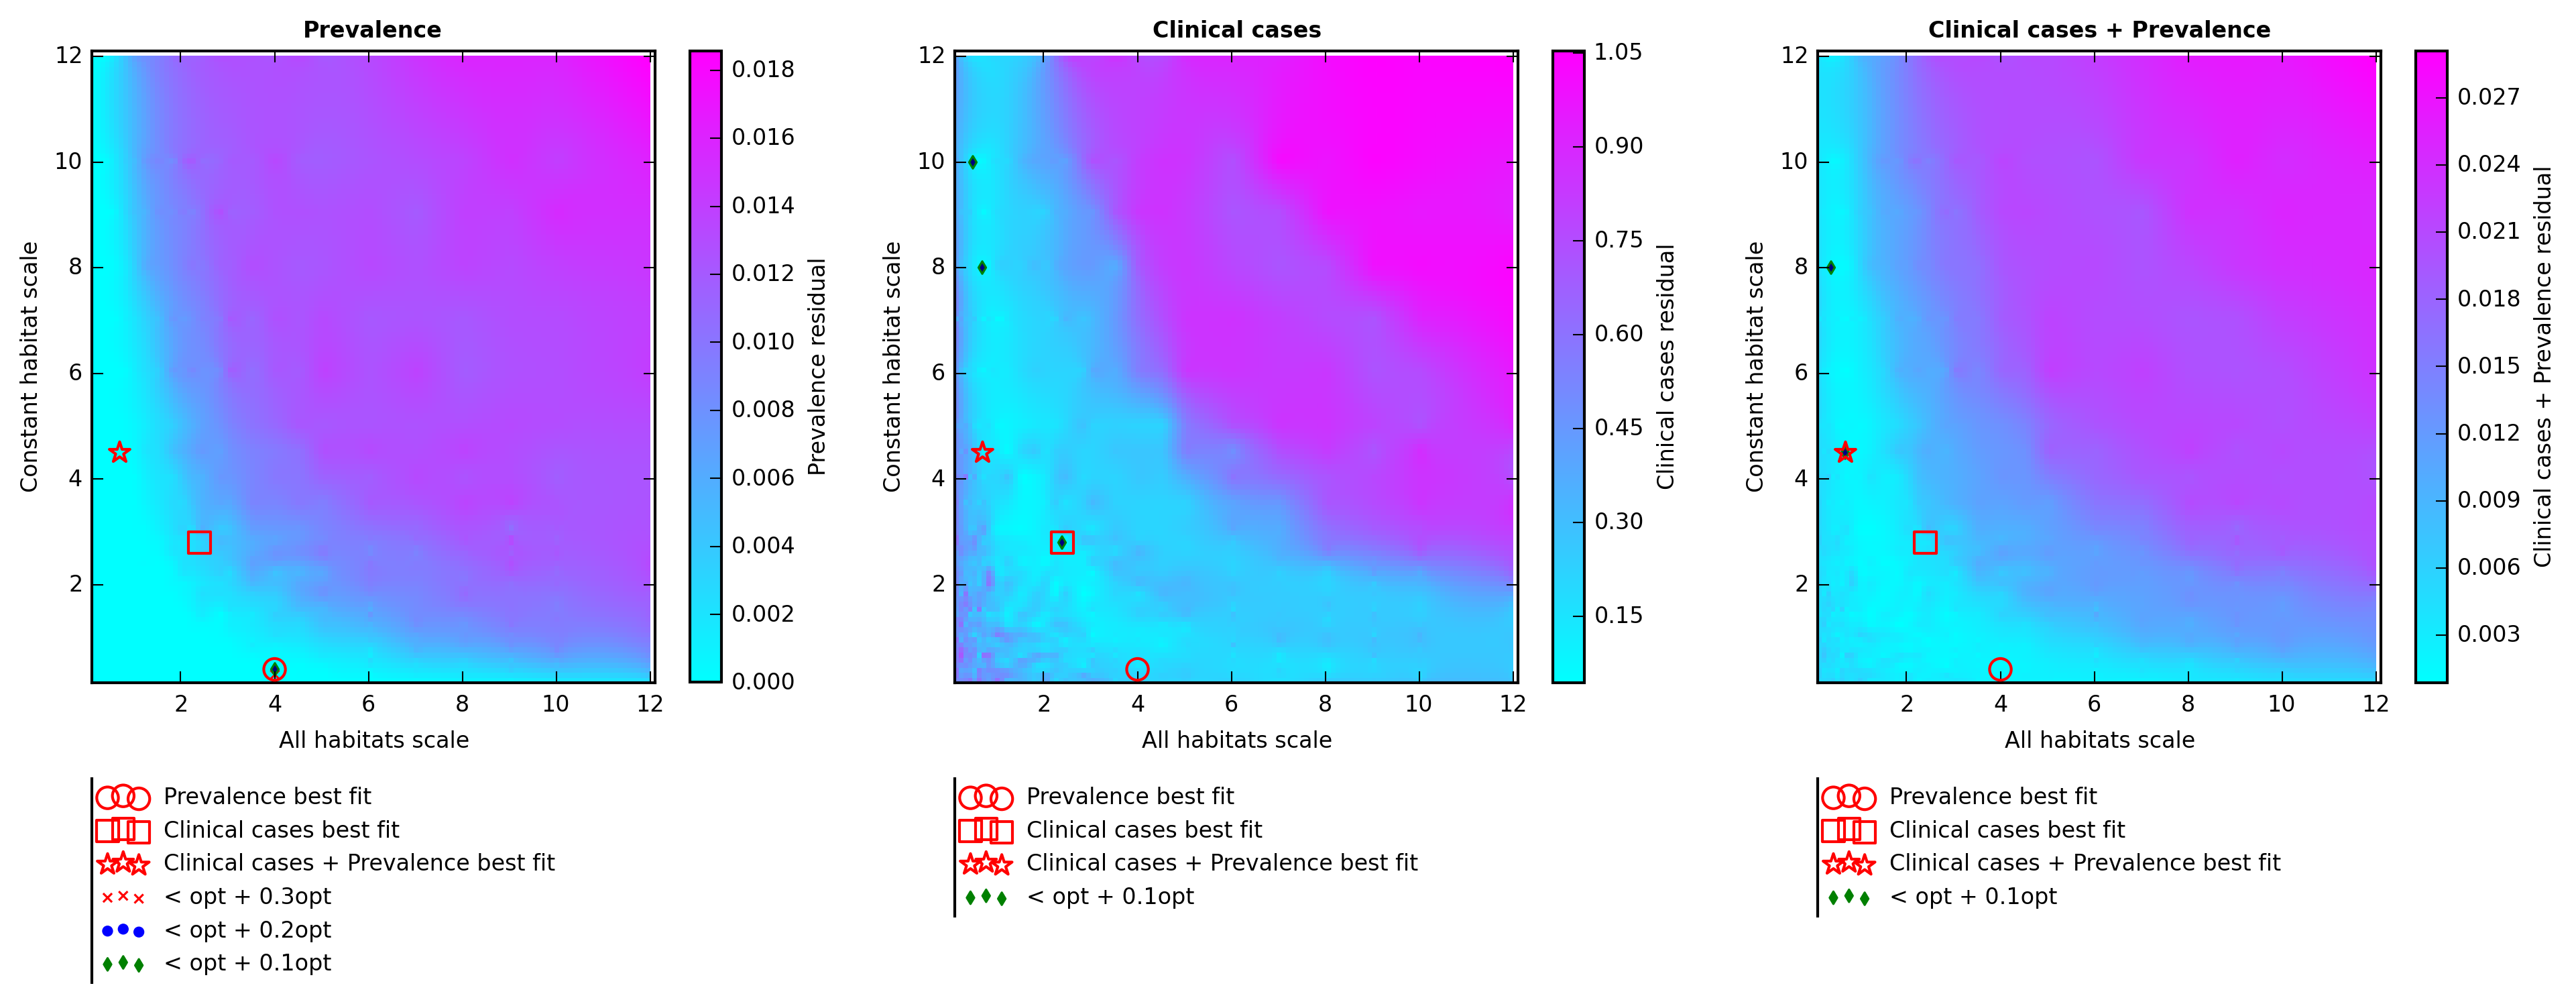 Prevalence
12
10
8
6
4
2
Constant habitat scale
2 4 6 8 10 12
All habitats scale
0.018
0.016
0.014
0.012
0.010
0.008
0.006
0.004
0.002
0.000
Prevalence residual
Prevalence best fit
Clinical cases best fit
Clinical cases + Prevalence best fit
< opt + 0.3opt
< opt + 0.2opt
< opt + 0.1opt
Clinical cases
12
10
8
6
4
2
Constant habitat scale
2 4 6 8 10 12
All habitats scale
1.05
0.90
0.75
0.60
0.45
0.30
0.15
Clinical cases residual
Prevalence best fit
Clinical cases best fit
Clinical cases + Prevalence best fit
< opt + 0.1opt
Clinical cases + Prevalence
12
10
8
6
4
2
Constant habitat scale
2 4 6 8 10 12
All habitats scale
0.027
0.024
0.021
0.018
0.015
0.012
0.009
0.006
0.003
Clinical cases + Prevalence residual
Prevalence best fit
Clinical cases best fit
Clinical cases + Prevalence best fit
< opt + 0.1opt